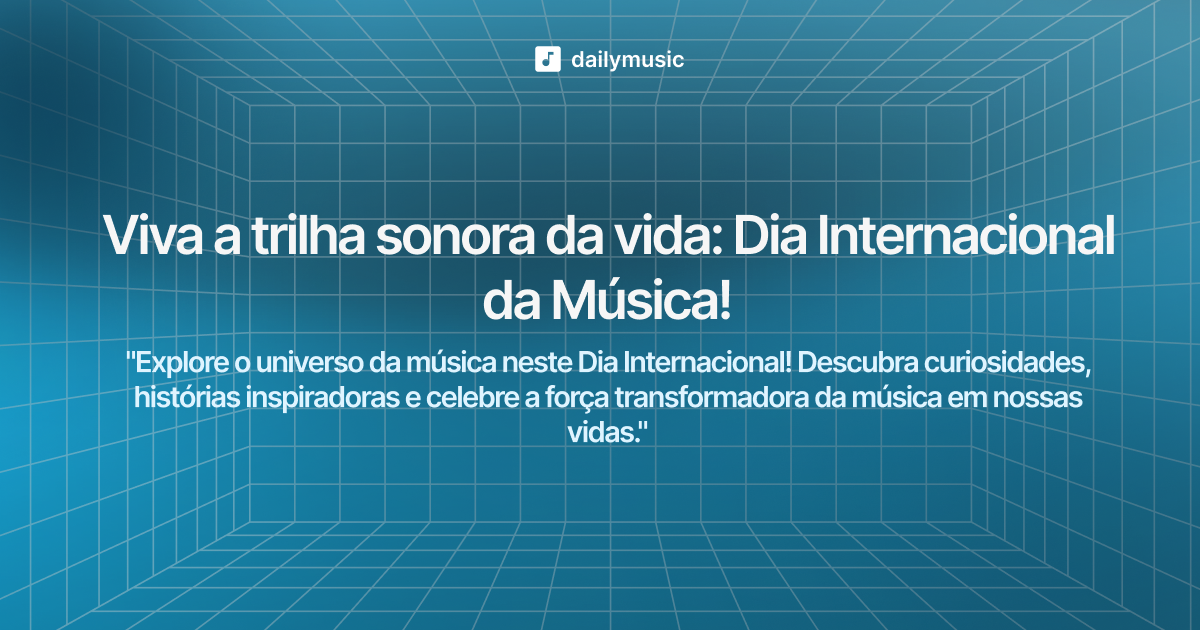 dailymusic
Viva a trilha sonora da vida: Dia Internacional
da Música!
"Explore o universo da música neste Dia Internacional! Descubra curiosidades,
histórias inspiradoras e celebre a força transformadora da música em nossas
vidas."